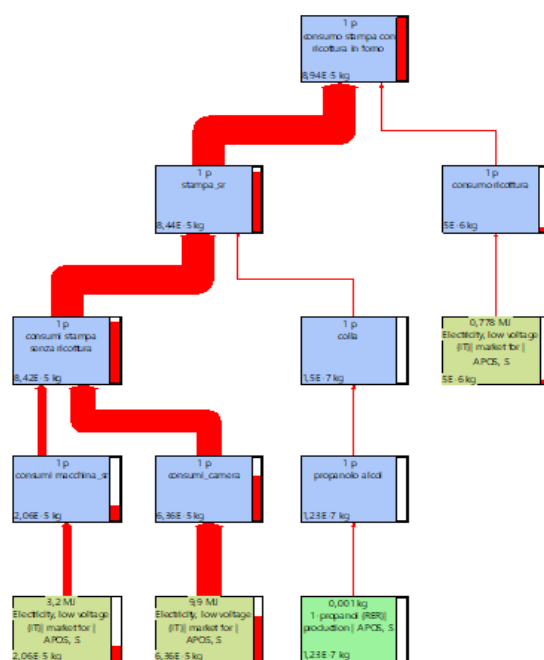 1 p
consumo stampa con
ricottura in forno
8,94E-5 kg
1 p
stampa_sr
8,44E-5 kg
1 p
consumo ricottura
5E-6 kg
1 p
consumi stampa
senza ricottura
8,42E-5 kg
1 p
colla
1,5E-7 kg
0,778 MJ
Electricity, low voltage
{IT}| market for |
APOS, S
5E-6 kg
1 p
consumi macchina_sr
2,06E-5 kg
1 p
consumi_camera
6,36E-5 kg
1 p
propanolo alcol
1,23E-7 kg
3,2 MJ
Electricity, low voltage
{IT}| market for |
APOS, S
2,06E-5 kg
9,9 MJ
Electricity, low voltage
{IT}| market for |
APOS, S
6,36E-5 kg
0,001 kg
1-propanol {RER}|
production | APOS, S
1,23E-7 kg